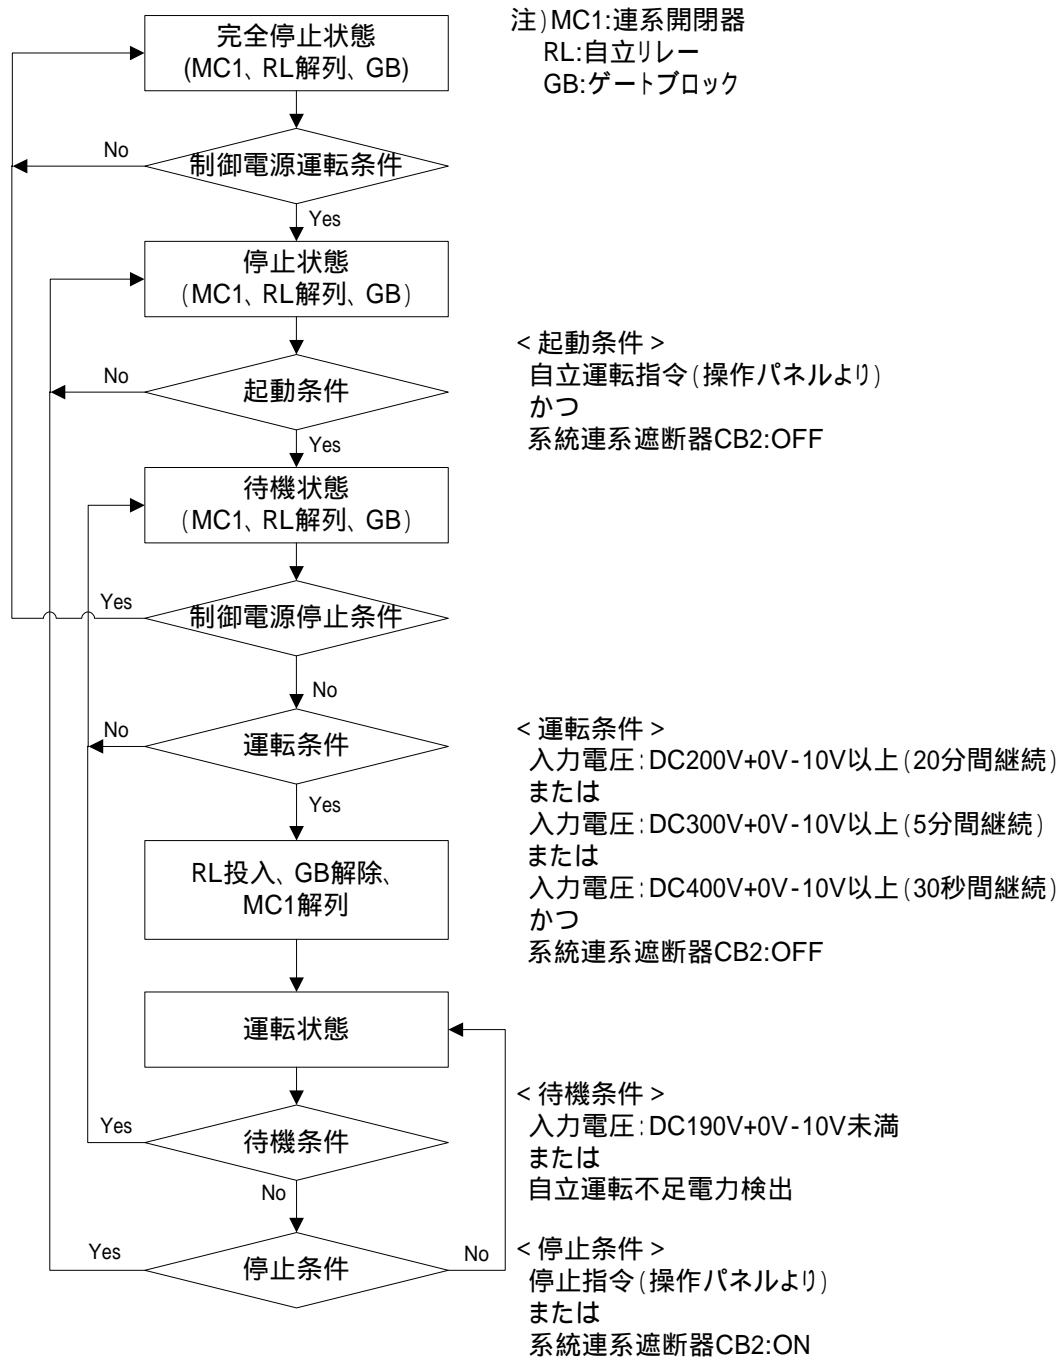 完全停止状態
(MC1、RL解列、GB)
注)MC1:連系開閉器
RL:自立リレー
GB:ゲートブロック
No
制御電源運転条件
Yes
停止状態
(MC1、RL解列、GB)
No
起動条件
Yes
<起動条件>
自立運転指令(操作パネルより)
かつ
系統連系遮断器CB2:OFF
待機状態
(MC1、RL解列、GB)
Yes
制御電源停止条件
No
No
運転条件
Yes
<運転条件>
入力電圧:DC200V+0V-10V以上(20分間継続)
または
入力電圧:DC300V+0V-10V以上(5分間継続)
または
入力電圧:DC400V+0V-10V以上(30秒間継続)
かつ
系統連系遮断器CB2:OFF
RL投入、GB解除、
MC1解列
運転状態
Yes
待機条件
No
<待機条件>
入力電圧:DC190V+0V-10V未満
または
自立運転不足電力検出
Yes
停止条件
No
<停止条件>
停止指令(操作パネルより)
または
系統連系遮断器CB2:ON